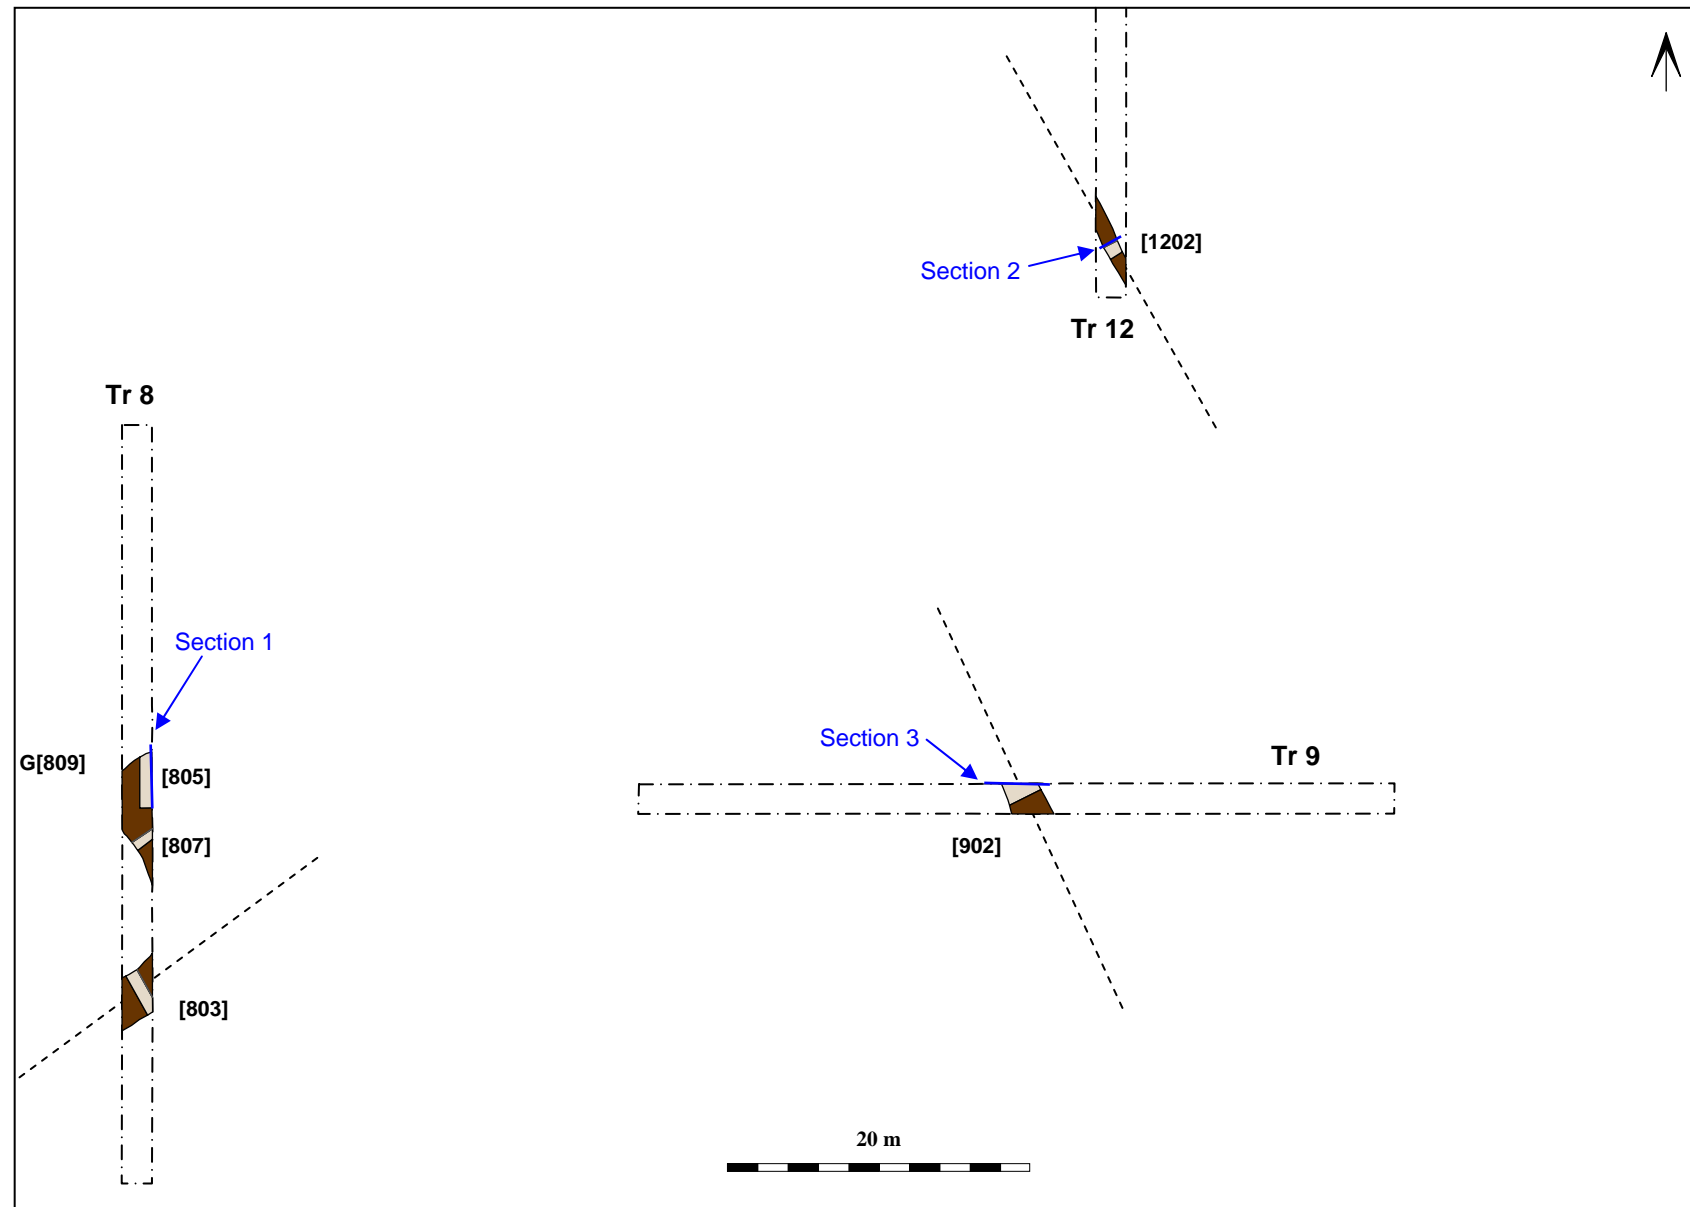 [1202]
Section 2
Tr 12
Tr 8
Section 1
Section 3
Tr 9
G[809]
[805]
[807]
[902]
[803]
20 m